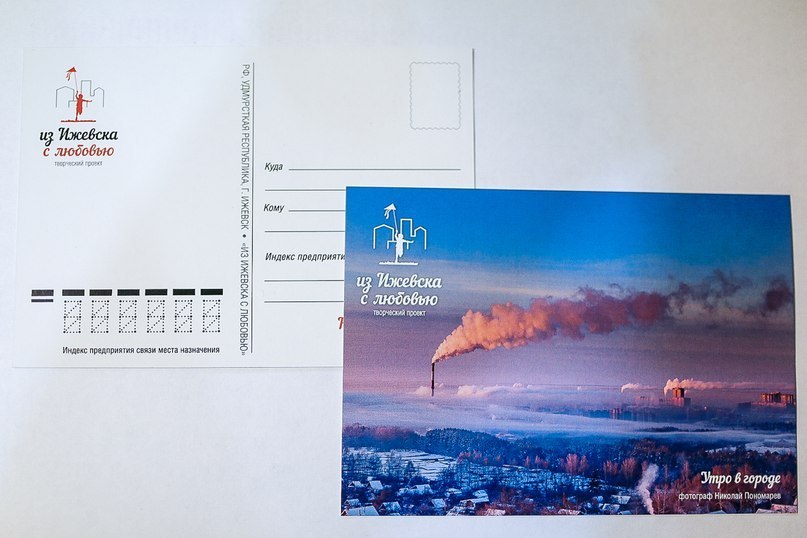 из Ижевска
с любовью
творческий проект
РФ, УДМУРТСКАЯ РЕСПУБЛИКА, Г. ИЖЕВСК • «ИЗ ИЖЕВСКА С ЛЮБОВЬЮ»
Куда
Кому
Индекс предприяти
Индекс предприятия связи места назначения
из Ижевска
с любовью
творческий проект
Утро в городе
фотограф Николай Пономарев